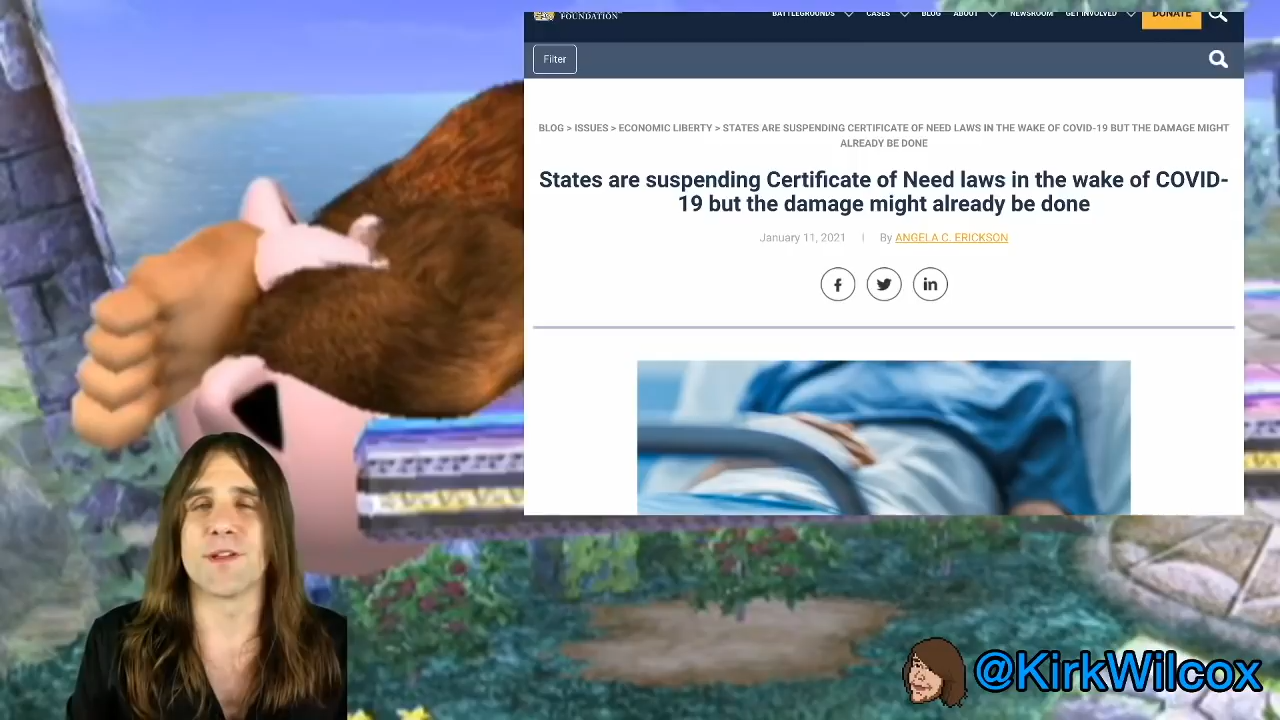 FOUNDATION
BATTLEGROUNDS CASES BLOG ABOUT NEWSROOM GET INVOLVED DONATE
Filter
BLOG > ISSUES > ECONOMIC LIBERTY > STATES ARE SUSPENDING CERTIFICATE OF NEED LAWS IN THE WAKE OF COVID-19 BUT THE DAMAGE MIGHT
ALREADY BE DONE
States are suspending Certificate of Need laws in the wake of COVID-
19 but the damage might already be done
January 11, 2021 | By ANGELA C. ERICKSON
@KirkWilcox